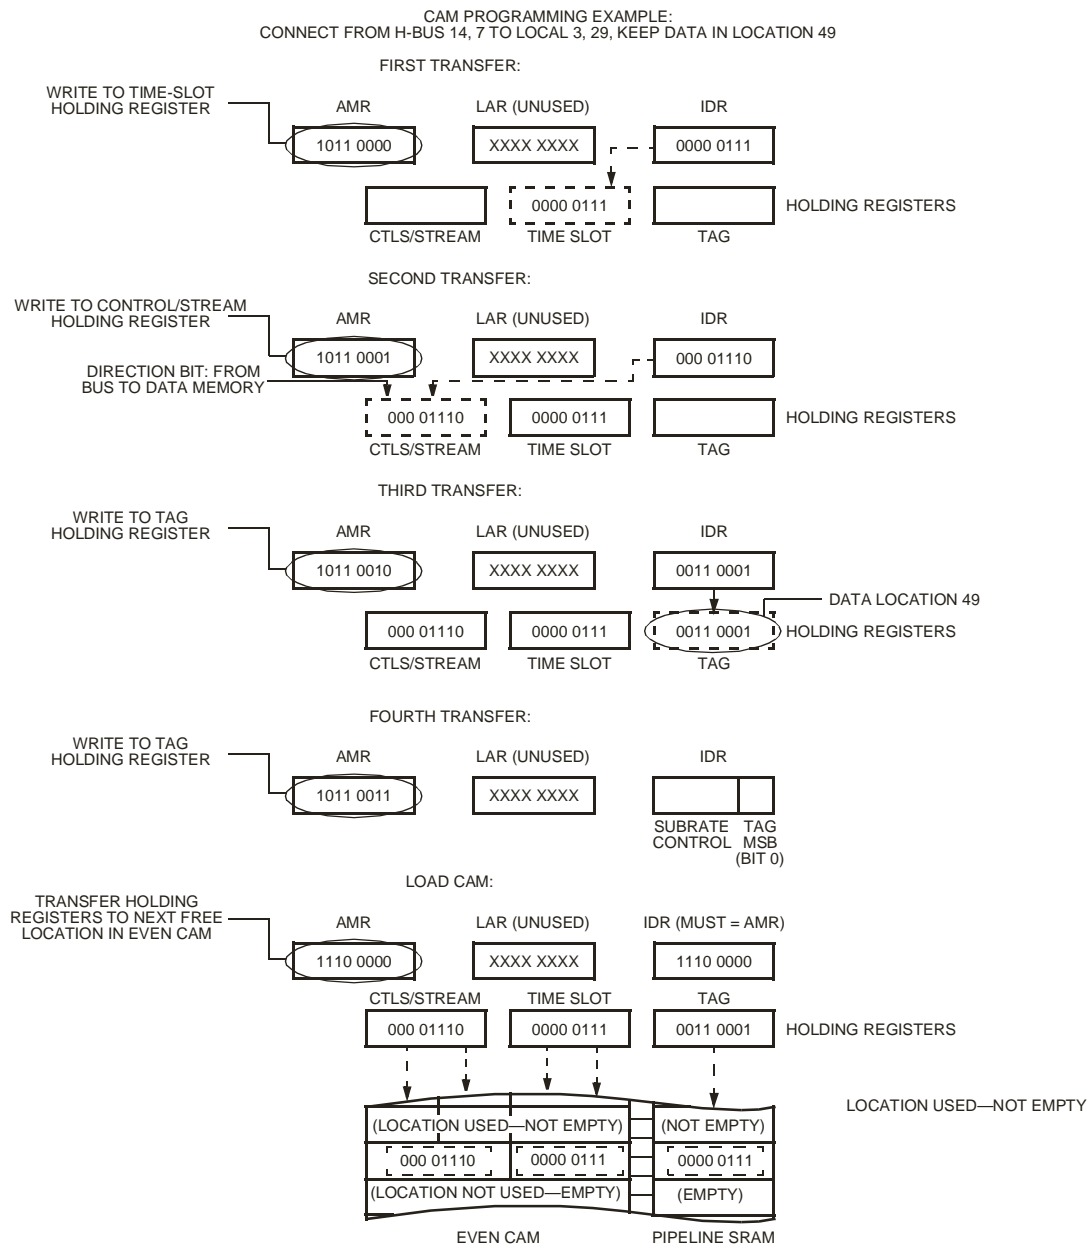 CAM PROGRAMMING EXAMPLE:
CONNECT FROM H-BUS 14, 7 TO LOCAL 3, 29, KEEP DATA IN LOCATION 49
FIRST TRANSFER:
WRITE TO TIME-SLOT
HOLDING REGISTER
AMR
LAR (UNUSED)
IDR
1011 0000
XXXX XXXX
0000 0111
0000 0111
HOLDING REGISTERS
CTLS/STREAM
TIME SLOT
TAG
SECOND TRANSFER:
WRITE TO CONTROL/STREAM
HOLDING REGISTER
AMR
LAR (UNUSED)
IDR
1011 0001
XXXX XXXX
000 01110
DIRECTION BIT: FROM
BUS TO DATA MEMORY
000 01110
0000 0111
HOLDING REGISTERS
CTLS/STREAM
TIME SLOT
TAG
THIRD TRANSFER:
WRITE TO TAG
HOLDING REGISTER
AMR
LAR (UNUSED)
IDR
1011 0010
XXXX XXXX
0011 0001
DATA LOCATION 49
000 01110
0000 0111
0011 0001
HOLDING REGISTERS
CTLS/STREAM
TIME SLOT
TAG
FOURTH TRANSFER:
WRITE TO TAG
HOLDING REGISTER
AMR
LAR (UNUSED)
IDR
1011 0011
XXXX XXXX
SUBRATE
CONTROL
TAG
MSB
(BIT 0)
LOAD CAM:
TRANSFER HOLDING
REGISTERS TO NEXT FREE
LOCATION IN EVEN CAM
AMR
LAR (UNUSED)
IDR (MUST = AMR)
1110 0000
XXXX XXXX
1110 0000
CTLS/STREAM
TIME SLOT
TAG
000 01110
0000 0111
0011 0001
HOLDING REGISTERS
LOCATION USED—NOT EMPTY
(LOCATION USED—NOT EMPTY)
(NOT EMPTY)
000 01110
0000 0111
0000 0111
(LOCATION NOT USED—EMPTY)
(EMPTY)
EVEN CAM
PIPELINE SRAM